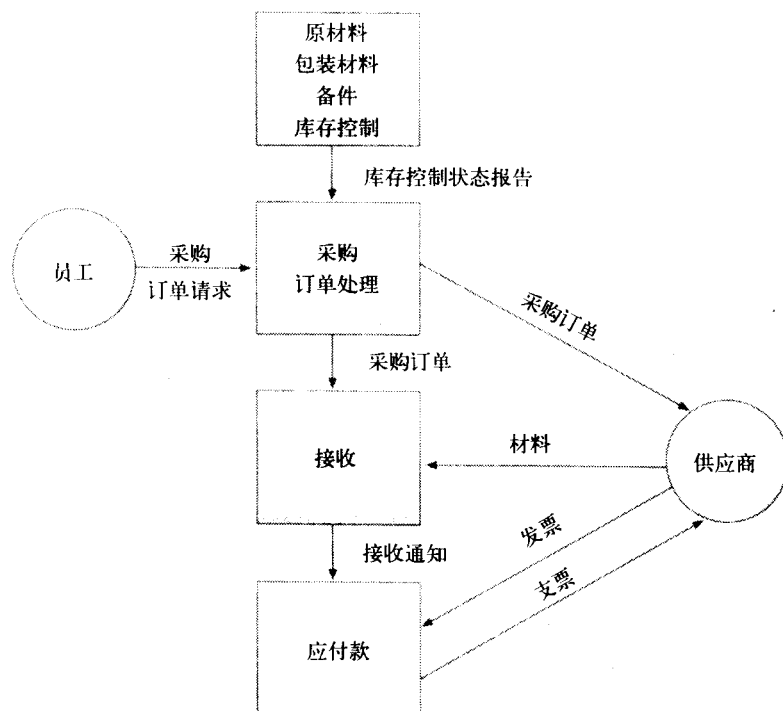 原材料
包装材料
备件
库存控制
库存控制状态报告
员工
采购
订单请求
采购
订单处理
采购订单
采购订单
接收
材料
供应商
发票
接收通知
支票
应付款